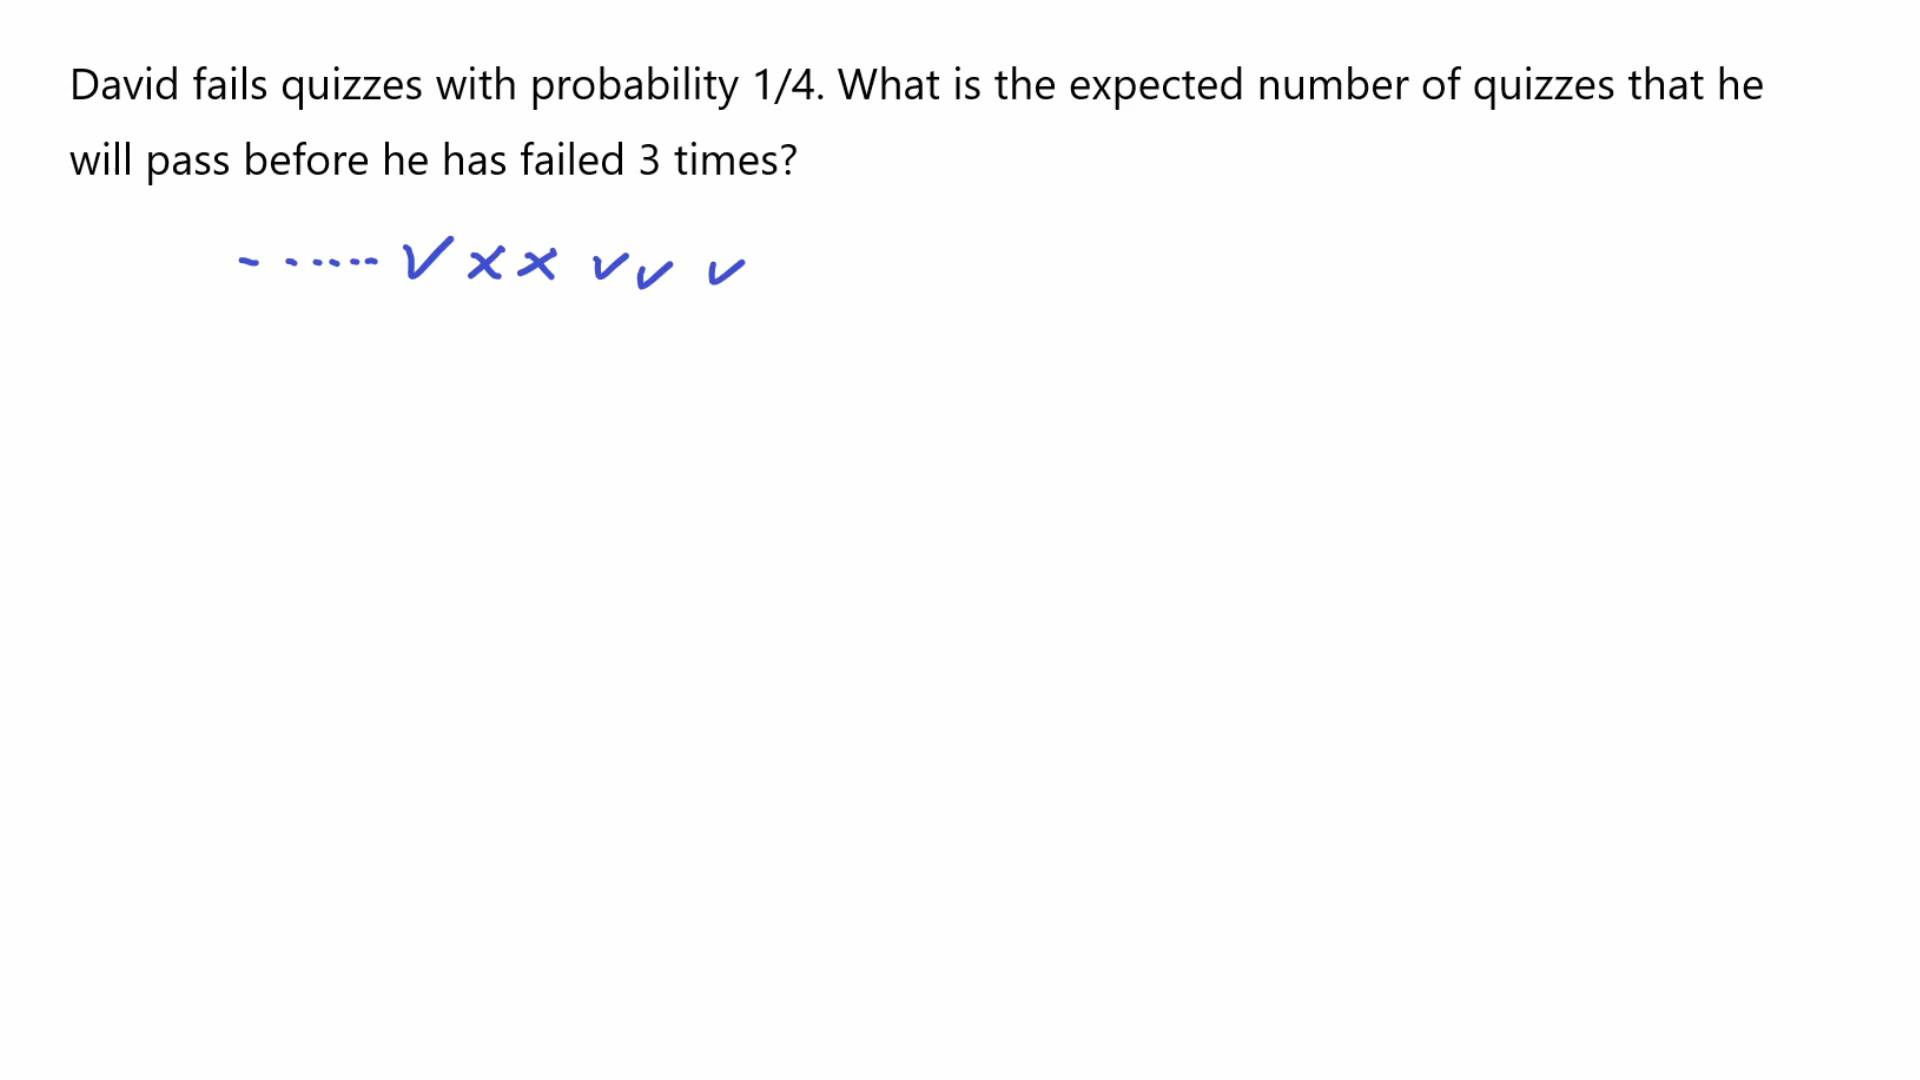 David fails quizzes with probability 1/4. What is the expected number of quizzes that he
will pass before he has failed 3 times?
- - - - - - ✓ x x ✓ ✓ ✓